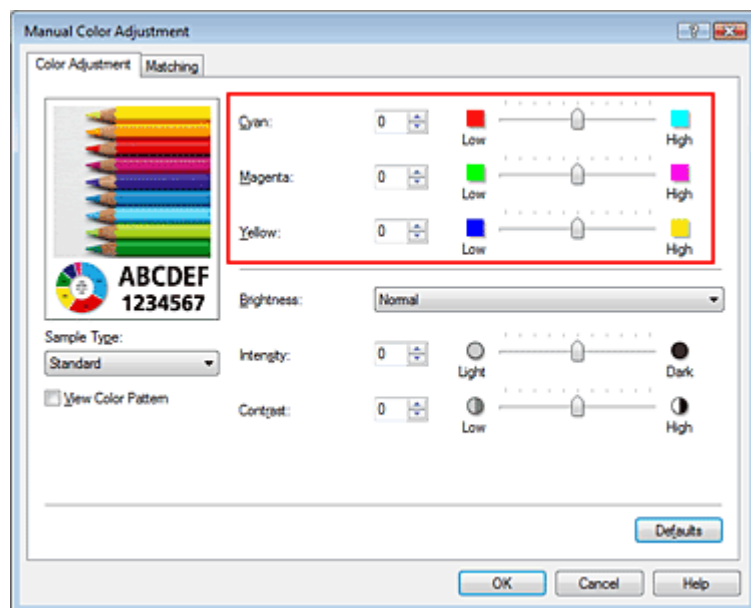 Manual Color Adjustment
Color Adjustment Matching
Cyan: 0 Low High
Magenta: 0 Low High
Yellow: 0 Low High
ABCDEF
1234567
Brightness: Normal
Sample Type:
Standard
Intensity: 0 Light Dark
View Color Pattern
Contrast: 0 Low High
Defaults
OK Cancel Help